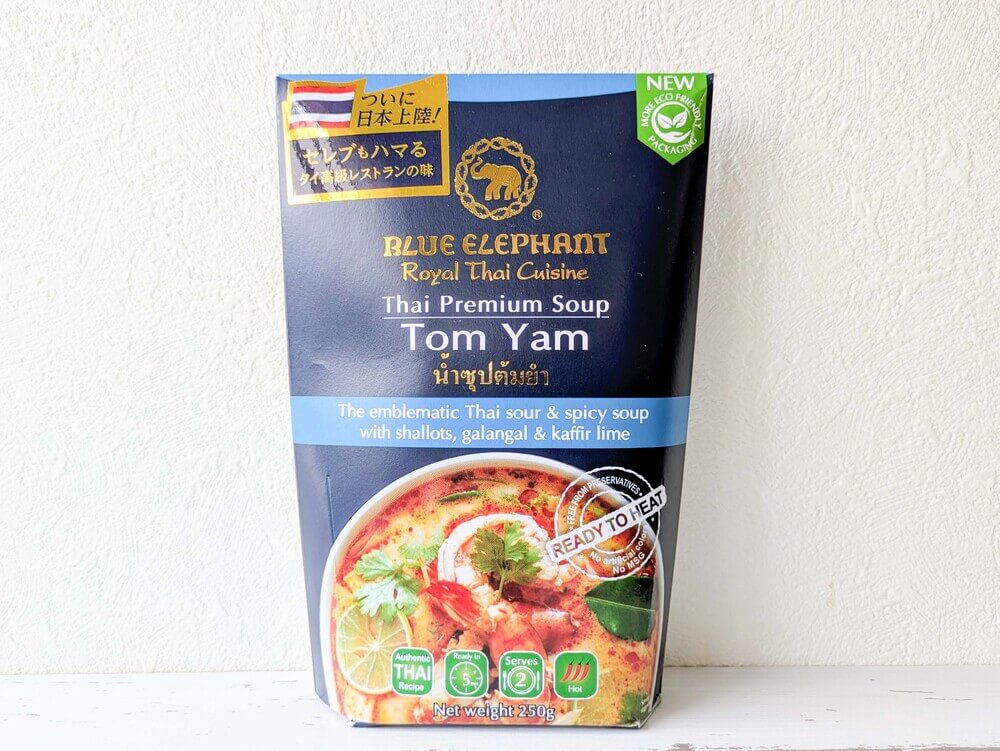 ついに
日本上陸!
セレブもハマる
タイ高級レストランの味
NEW
MORE ECO FRIENDLY
PACKAGING
®
BLUE ELEPHANT
Royal Thai Cuisine
Thai Premium Soup
Tom Yam
น้ำซุปต้มยำ
The emblematic Thai sour & spicy soup
with shallots, galangal & kaffir lime
FREE FROM PRESERVATIVES
READY TO HEAT
No artificial color
No MSG
Authentic
THAI
Recipe
Ready in
5
Serves
2
Hot
Net weight 250g